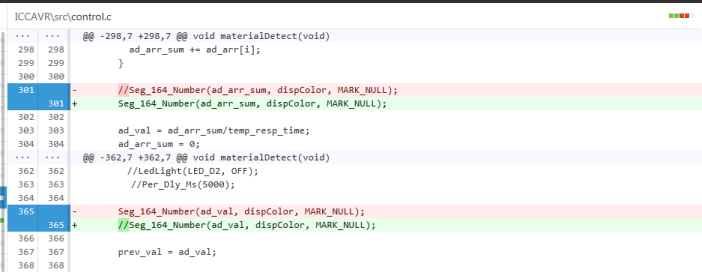 ICCAVR\src\control.c
... ... @@ -298,7 +298,7 @@ void materialDetect(void)
298 298 ad_arr_sum += ad_arr[i];
299 299 }
300 300
301 - //Seg_164_Number(ad_arr_sum, dispColor, MARK_NULL);
301 + Seg_164_Number(ad_arr_sum, dispColor, MARK_NULL);
302 302
303 303 ad_val = ad_arr_sum/temp_resp_time;
304 304 ad_arr_sum = 0;
... ... @@ -362,7 +362,7 @@ void materialDetect(void)
362 362 //LedLight(LED_D2, OFF);
363 363 //Per_Dly_Ms(5000);
364 364
365 - Seg_164_Number(ad_val, dispColor, MARK_NULL);
365 + //Seg_164_Number(ad_val, dispColor, MARK_NULL);
366 366
367 367 prev_val = ad_val;
368 368